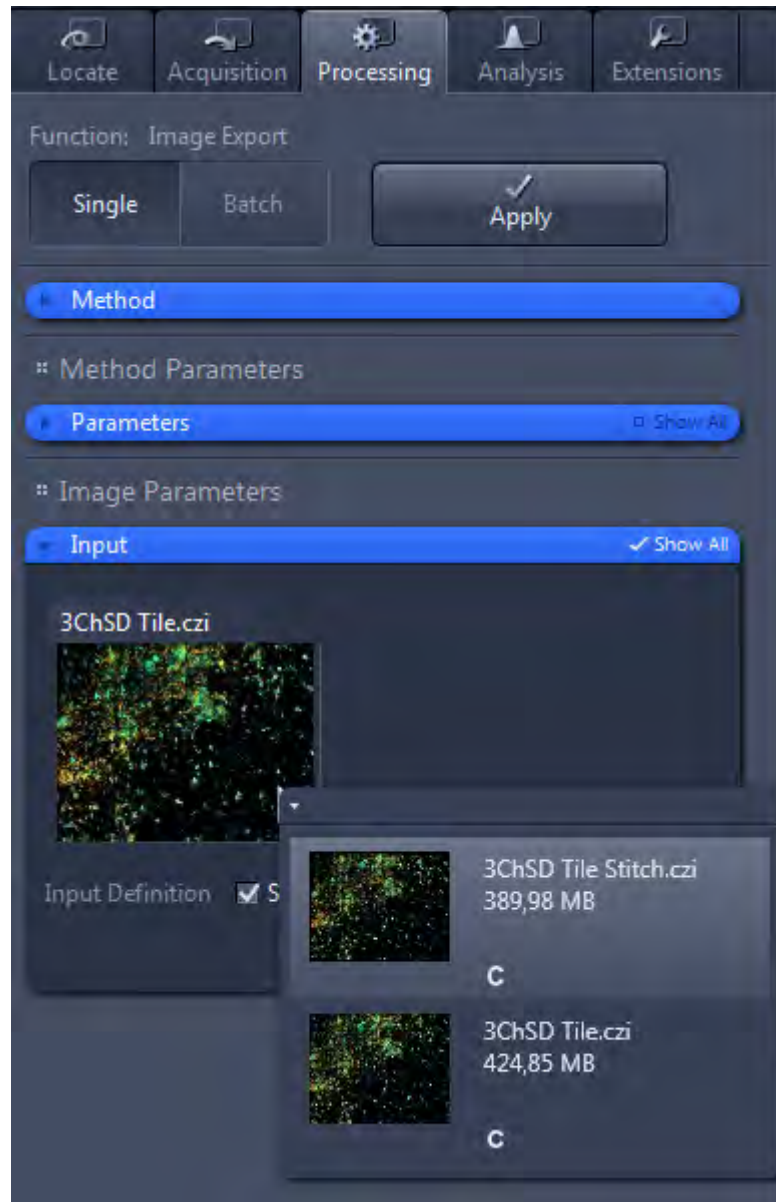 Locate Acquisition Processing Analysis Extensions
Function: Image Export
Single Batch Apply
Method
Method Parameters
Parameters Show All
Image Parameters
Input Show All
3ChSD Tile.czi
3ChSD Tile Stitch.czi
389,98 MB
Input Definition S
C
3ChSD Tile.czi
424,85 MB
C